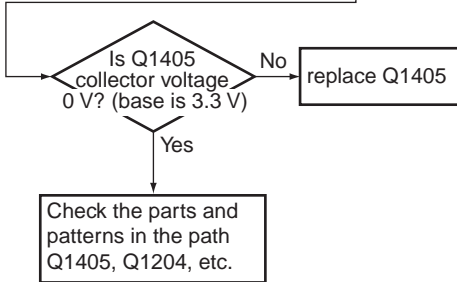 Is Q1405
collector voltage
0 V? (base is 3.3 V)
No
replace Q1405
Yes
Check the parts and
patterns in the path
Q1405, Q1204, etc.